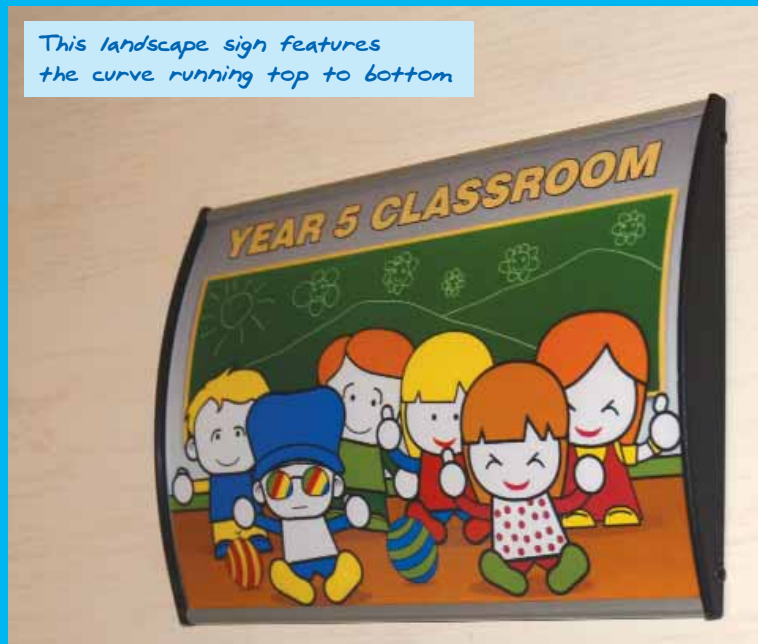 This landscape sign features
the curve running top to bottom
YEAR 5 CLASSROOM